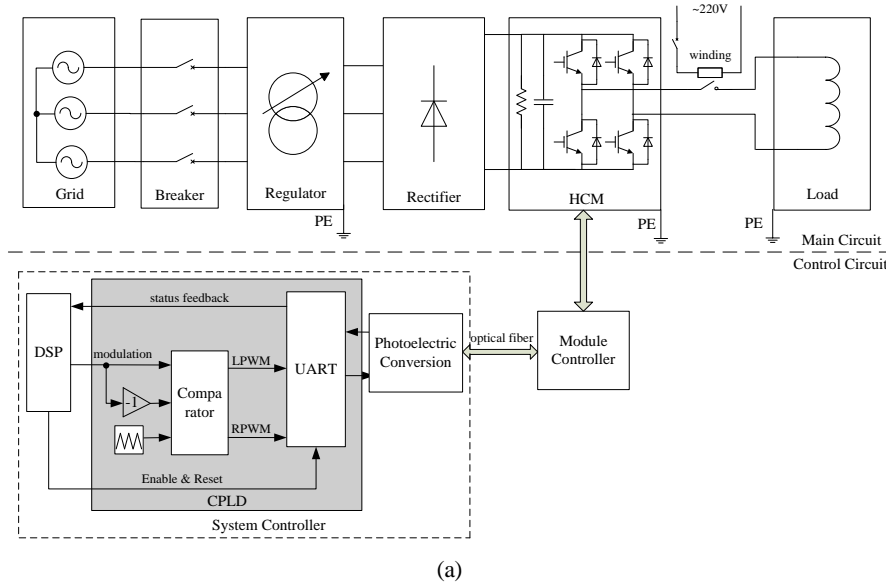 ~220V
winding
Grid
Breaker
Regulator
Rectifier
HCM
Load
PE
PE
PE
Main Circuit
Control Circuit
status feedback
DSP
modulation
LPWM
UART
Photoelectric
Conversion
optical fiber
Module
Controller
-1
Compa
rator
RPWM
Enable & Reset
CPLD
System Controller
(a)